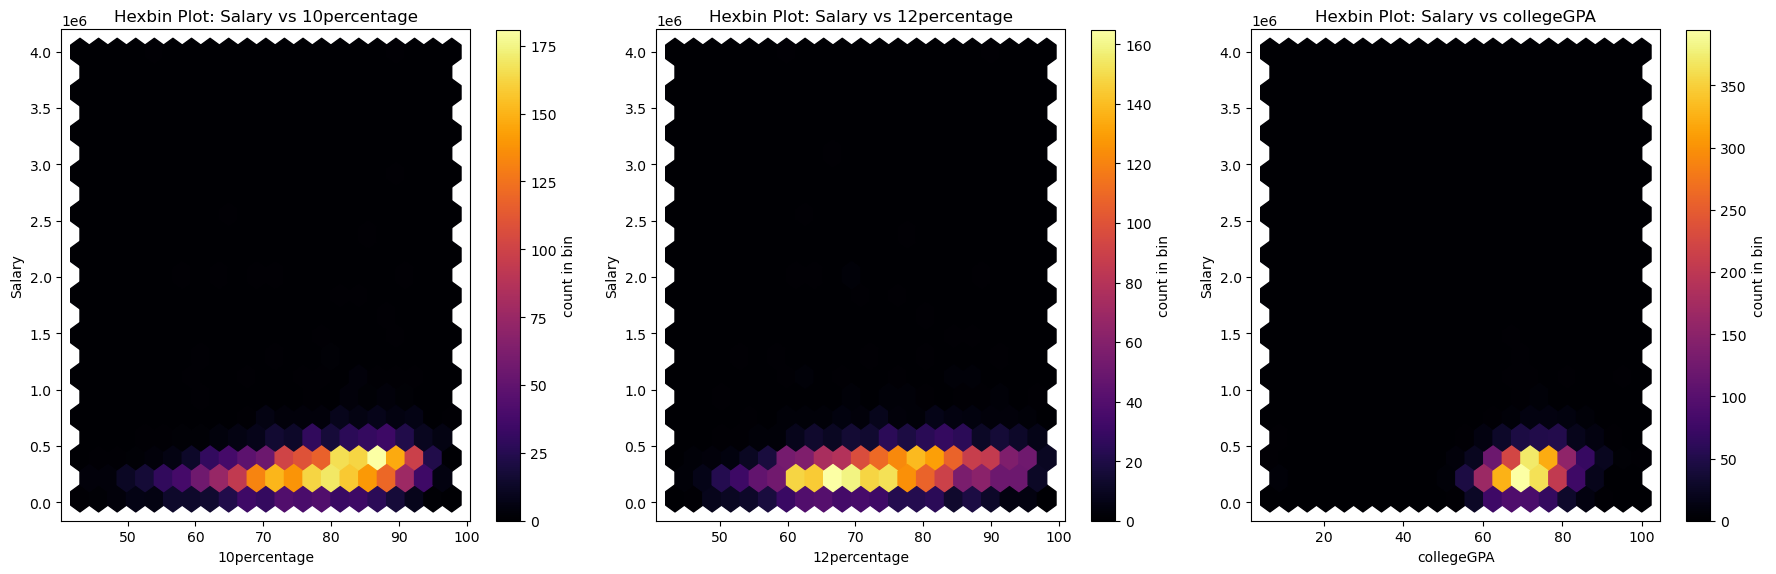 Hexbin Plot: Salary vs 10percentage
1e6
4.0
3.5
3.0
2.5
2.0
1.5
1.0
0.5
0.0
Salary
50 60 70 80 90 100
10percentage
175
150
125
100
75
50
25
0
count in bin
Hexbin Plot: Salary vs 12percentage
1e6
4.0
3.5
3.0
2.5
2.0
1.5
1.0
0.5
0.0
Salary
50 60 70 80 90 100
12percentage
160
140
120
100
80
60
40
20
0
count in bin
Hexbin Plot: Salary vs collegeGPA
1e6
4.0
3.5
3.0
2.5
2.0
1.5
1.0
0.5
0.0
Salary
20 40 60 80 100
collegeGPA
350
300
250
200
150
100
50
0
count in bin